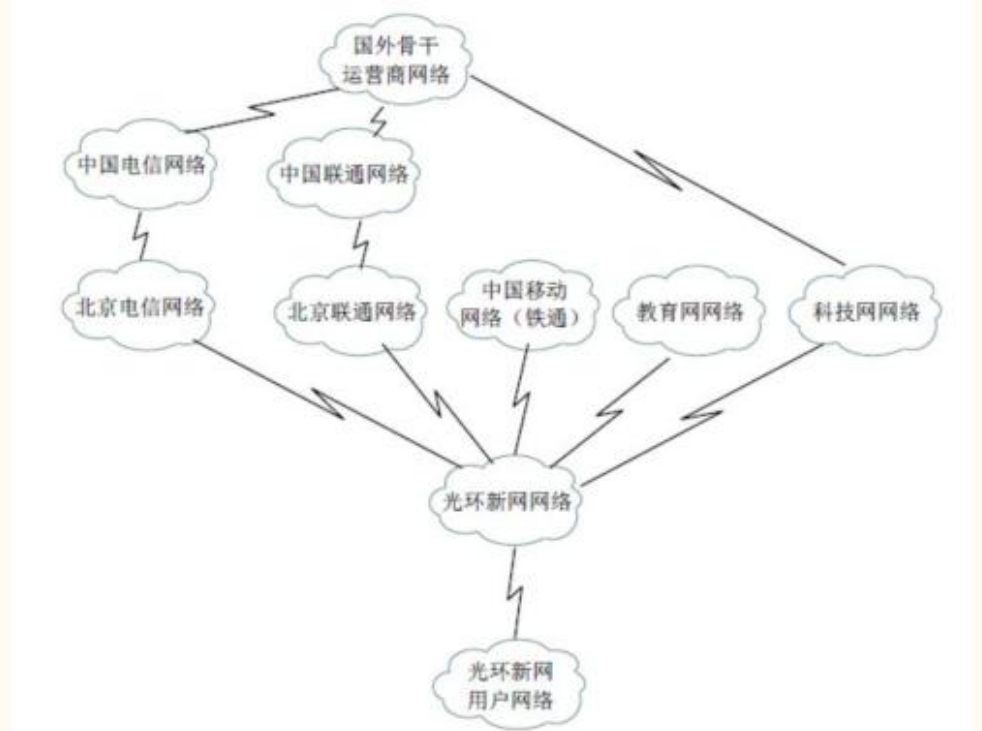 国外骨干
运营商网络
中国电信网络
中国联通网络
北京电信网络
北京联通网络
中国移动
网络（铁通）
教育网网络
科技网网络
光环新网网络
光环新网
用户网络